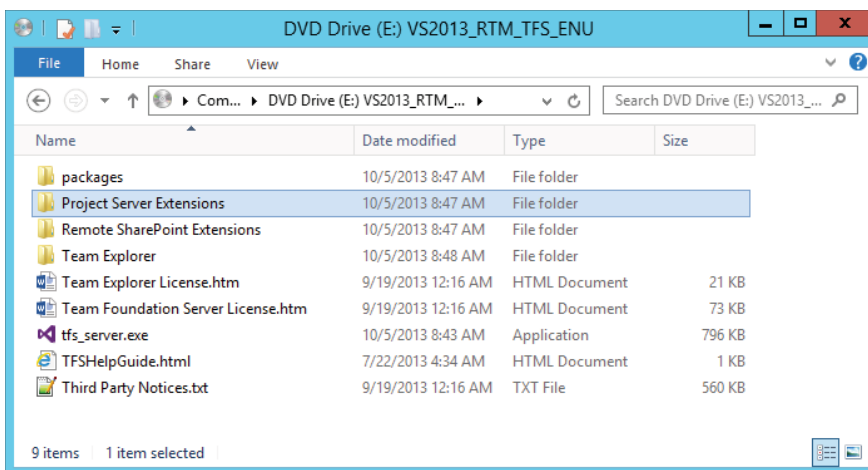 DVD Drive (E:) VS2013_RTM_TFS_ENU
File Home Share View
Com... DVD Drive (E:) VS2013_RTM_... Search DVD Drive (E:) VS2013_...
Name Date modified Type Size
packages 10/5/2013 8:47 AM File folder
Project Server Extensions 10/5/2013 8:47 AM File folder
Remote SharePoint Extensions 10/5/2013 8:47 AM File folder
Team Explorer 10/5/2013 8:48 AM File folder
Team Explorer License.htm 9/19/2013 12:16 AM HTML Document 21 KB
Team Foundation Server License.htm 9/19/2013 12:16 AM HTML Document 73 KB
tfs_server.exe 10/5/2013 8:43 AM Application 796 KB
TFSHelpGuide.html 7/22/2013 4:34 AM HTML Document 1 KB
Third Party Notices.txt 9/19/2013 12:16 AM TXT File 560 KB
9 items 1 item selected